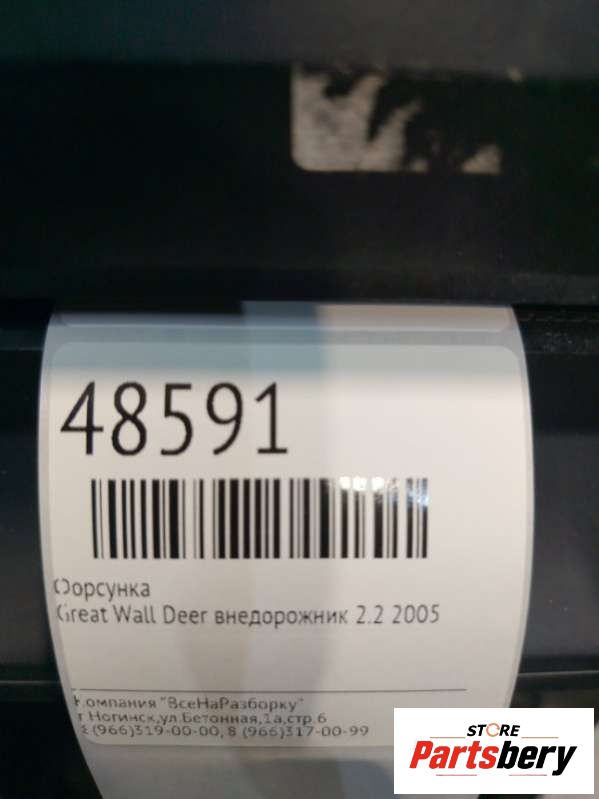 48591
Форсунка
Great Wall Deer внедорожник 2.2 2005
Компания "ВсеНаРазборку"
г Ногинск,ул.Бетонная,1а,стр.6
8 (966)319-00-00, 8 (966)317-00-99
STORE
Partsbery